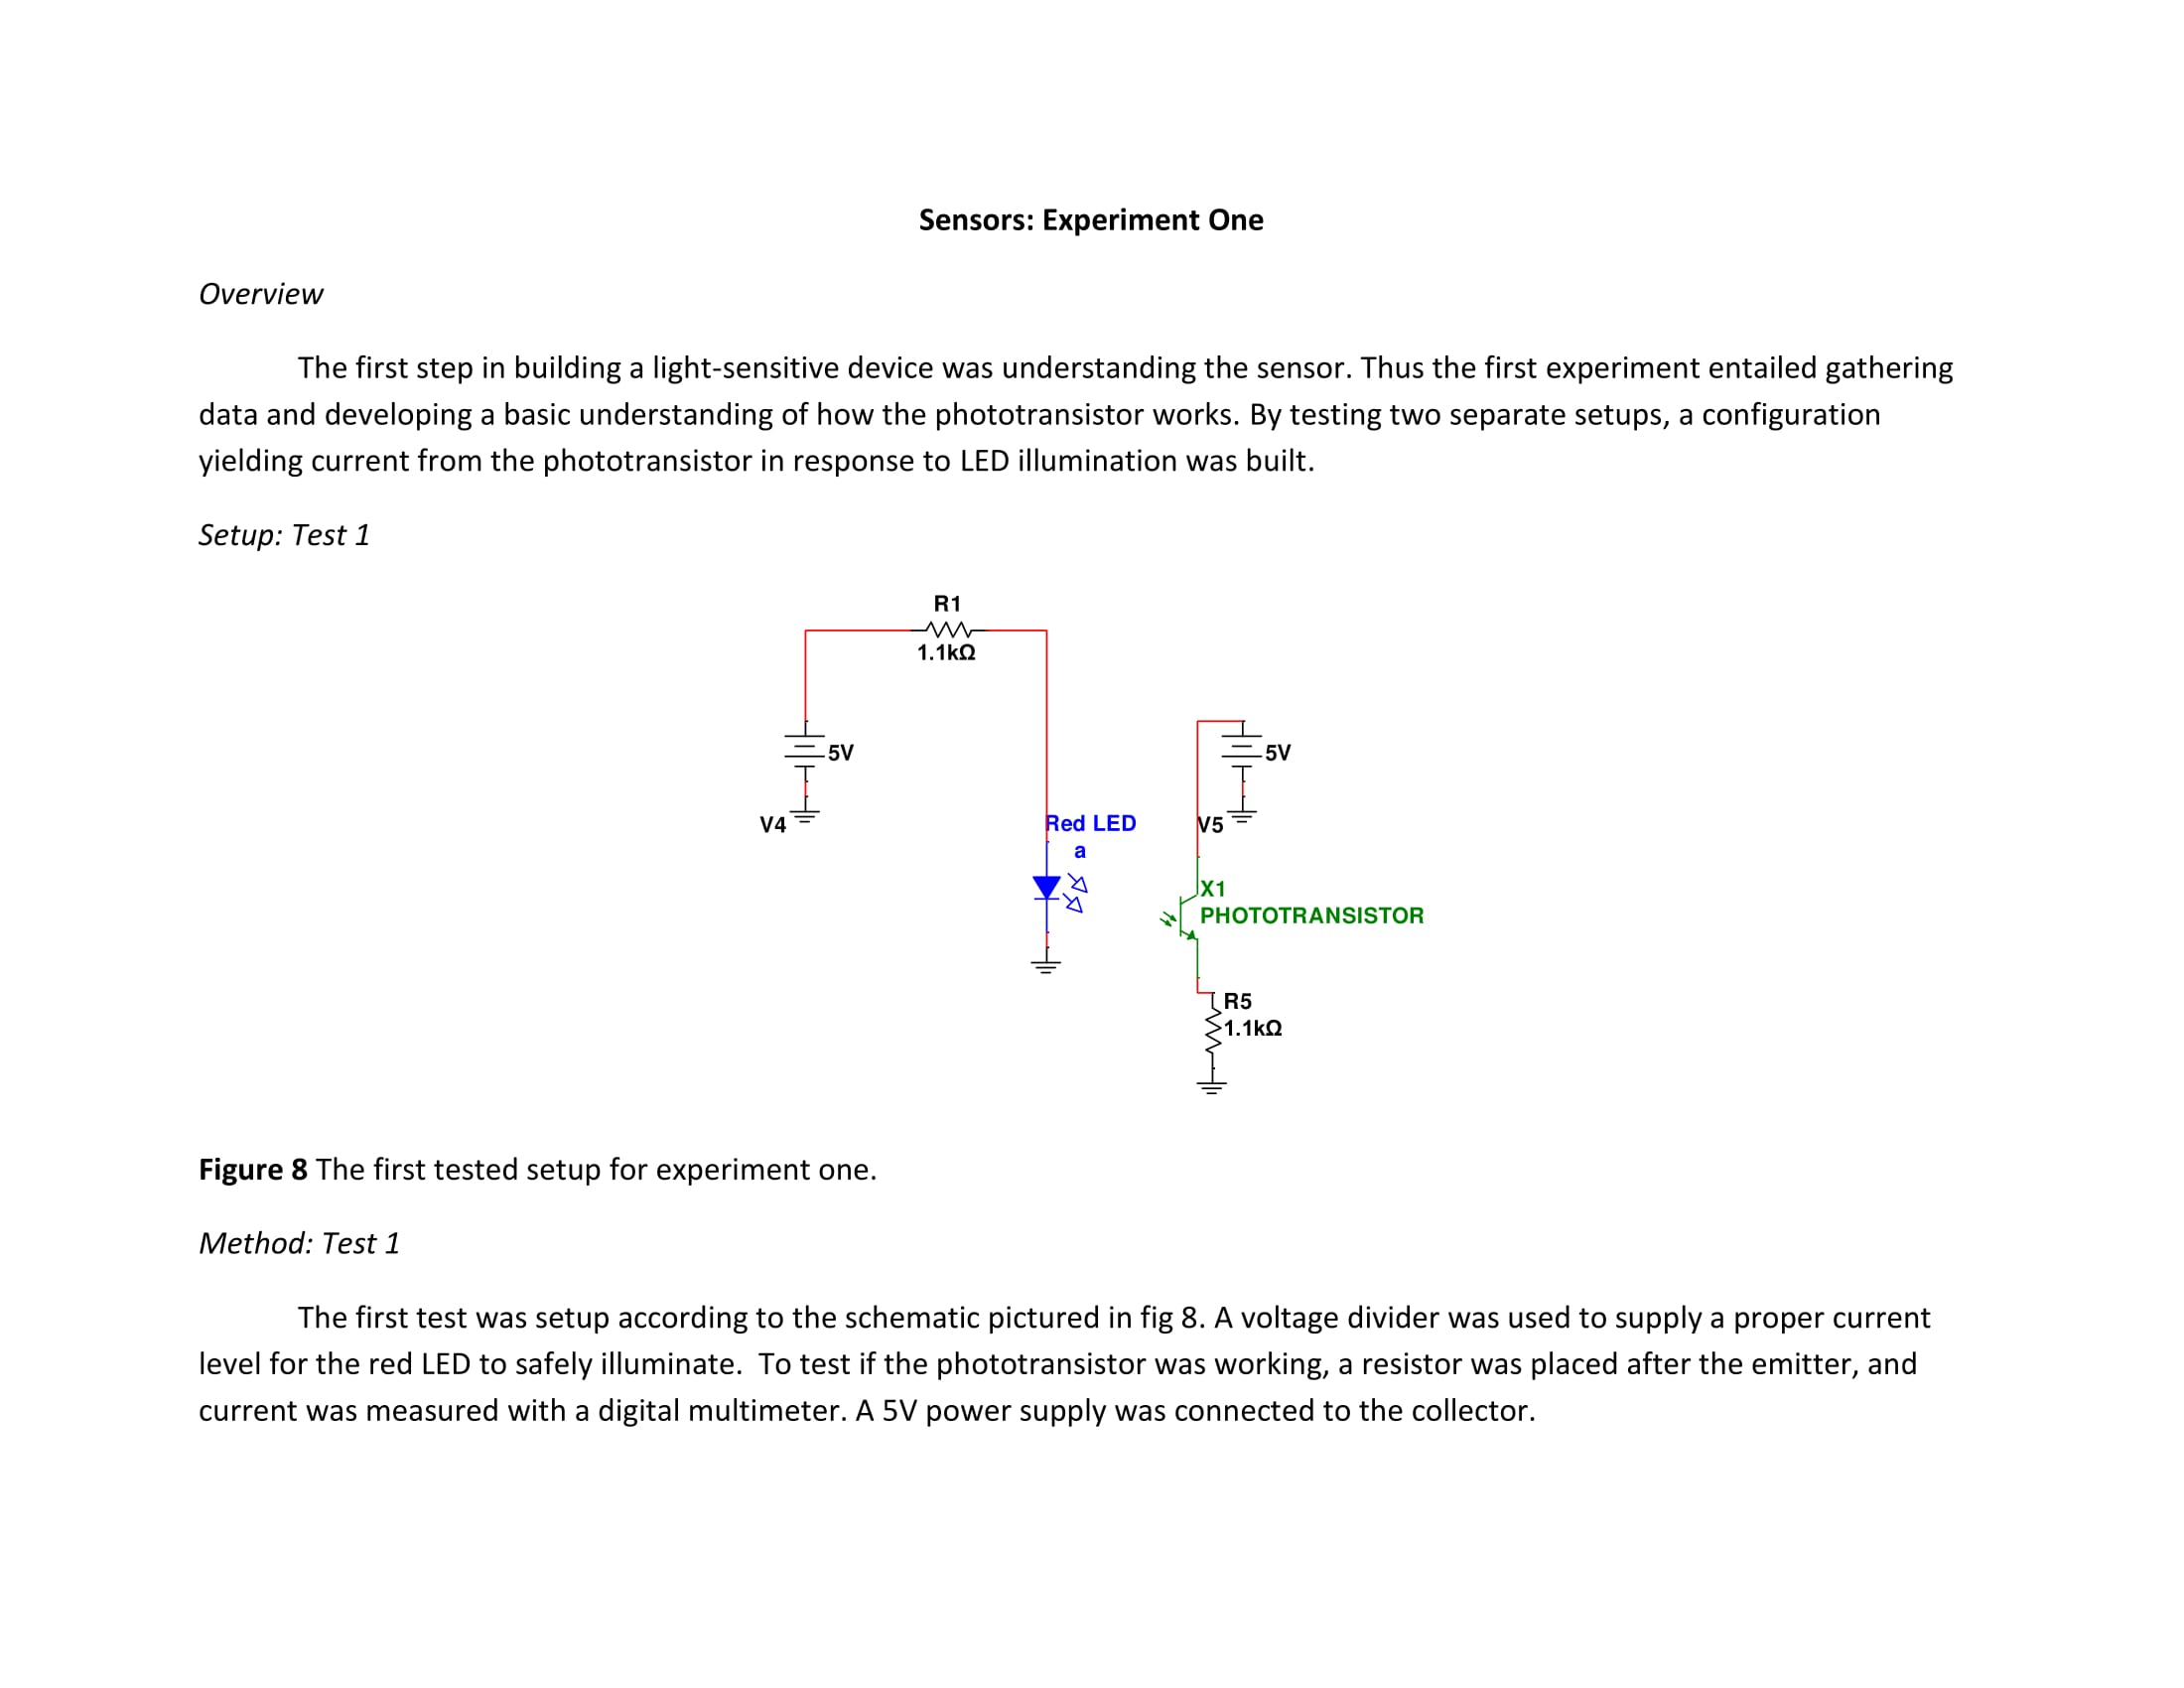 Sensors: Experiment One
Overview
The first step in building a light-sensitive device was understanding the sensor. Thus the first experiment entailed gathering
data and developing a basic understanding of how the phototransistor works. By testing two separate setups, a configuration
yielding current from the phototransistor in response to LED illumination was built.
Setup: Test 1
R1
1.1kΩ
5V
V4
Red LED
a
5V
V5
X1
PHOTOTRANSISTOR
R5
1.1kΩ
Figure 8 The first tested setup for experiment one.
Method: Test 1
The first test was setup according to the schematic pictured in fig 8. A voltage divider was used to supply a proper current
level for the red LED to safely illuminate.  To test if the phototransistor was working, a resistor was placed after the emitter, and
current was measured with a digital multimeter. A 5V power supply was connected to the collector.